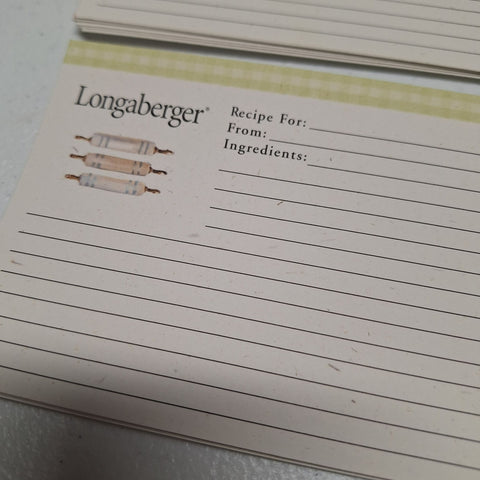 Longaberger®
Recipe For:
From:
Ingredients: